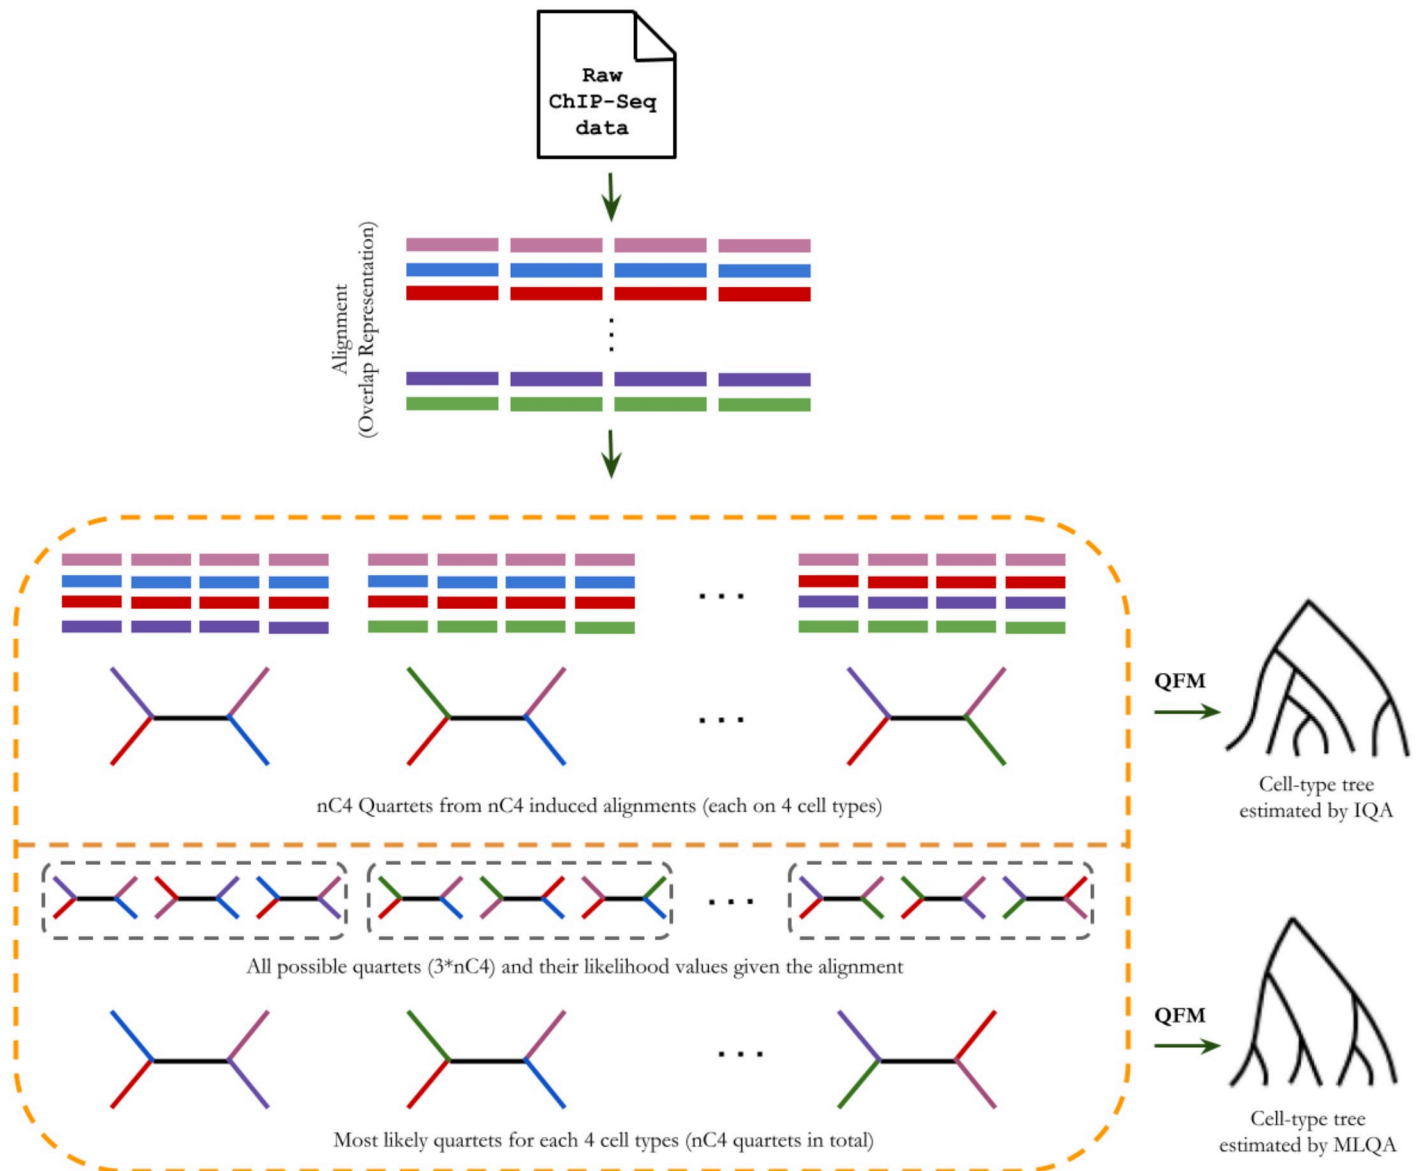 Raw
ChIP-Seq
data
Alignment
(Overlap Representation)
nC4 Quartets from nC4 induced alignments (each on 4 cell types)
QFM
Cell-type tree
estimated by IQA
All possible quartets (3*nC4) and their likelihood values given the alignment
QFM
Most likely quartets for each 4 cell types (nC4 quartets in total)
Cell-type tree
estimated by MLQA